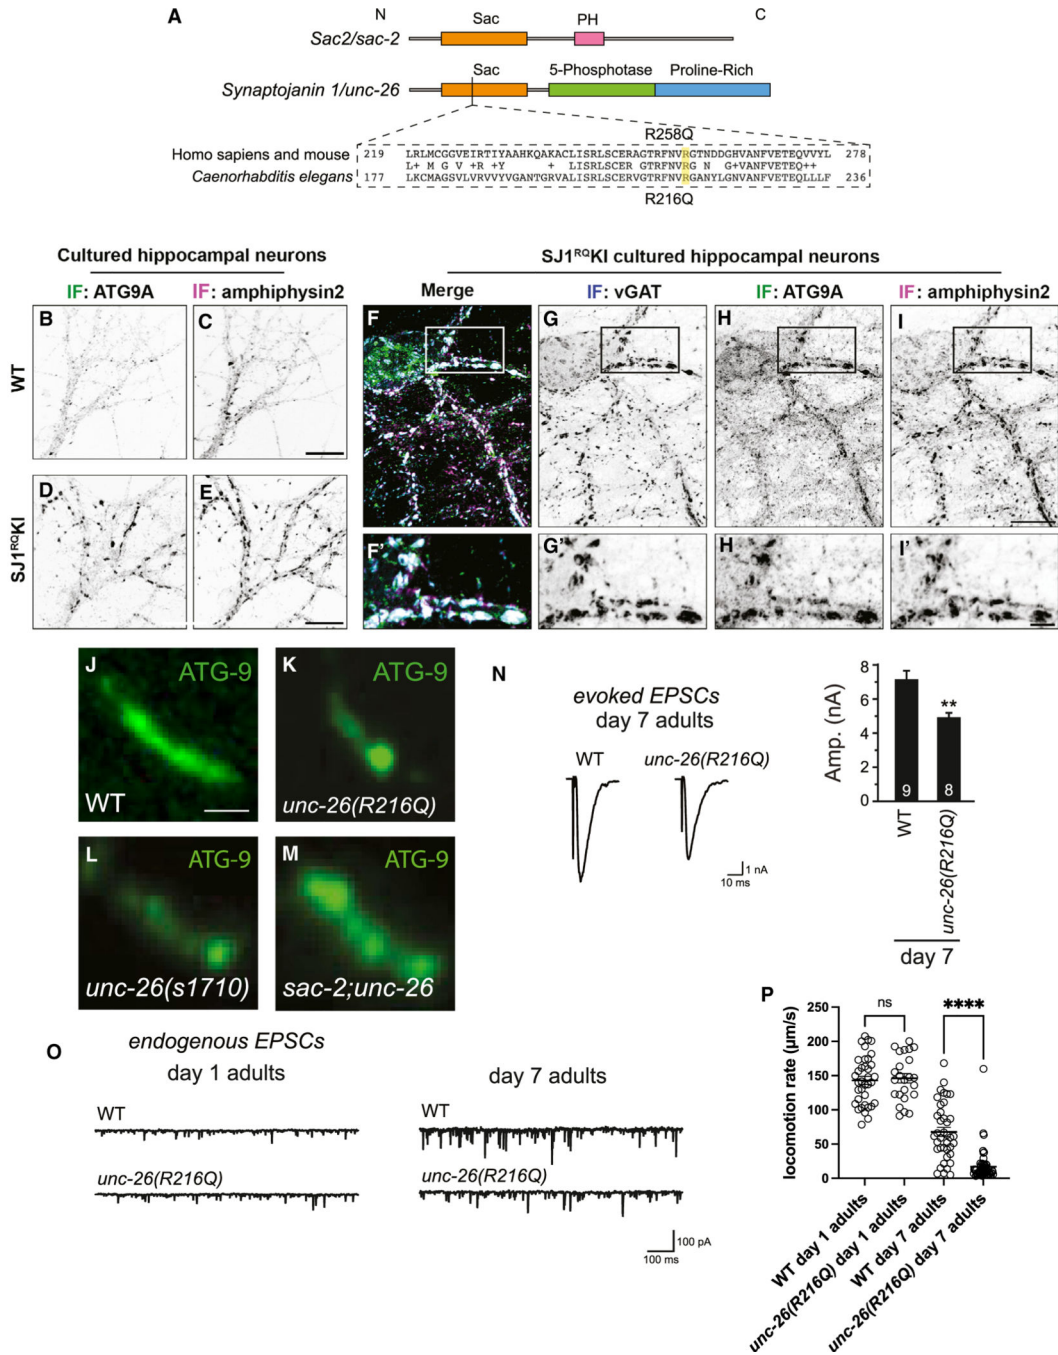 A
N
C
Sac
PH
Sac2/sac-2
Sac
5-Phosphotase
Proline-Rich
Synaptojanin 1/unc-26
R258Q
Homo sapiens and mouse
219 LRLMCGGVEIRTIYAAHKQAKACLISRLSCERAGTRFNVRGTNDDGHVANFVETEQVVYL 278
L+ M G V +R +Y + LISRLSCER GTRFNVRG N G +VANFVETEQ++
Caenorhabditis elegans
177 LKCMAGSVLVRVVYVGANTGRVALISRLSCERVGTRFNVRGANYLGNVANFVETEQLLLF 236
R216Q
Cultured hippocampal neurons
SJ1RQKI cultured hippocampal neurons
IF: ATG9A
IF: amphiphysin2
Merge
IF: vGAT
IF: ATG9A
IF: amphiphysin2
B
C
F
G
H
I
WT
D
E
SJ1RQKI
F'
G'
H'
I'
J
ATG-9
WT
K
ATG-9
unc-26(R216Q)
L
ATG-9
unc-26(s1710)
M
ATG-9
sac-2;unc-26
N
evoked EPSCs
day 7 adults
WT
unc-26(R216Q)
1 nA
10 ms
Amp. (nA)
8
6
4
2
0
**
9
8
WT
unc-26(R216Q)
day 7
O
endogenous EPSCs
day 1 adults
day 7 adults
WT
WT
unc-26(R216Q)
unc-26(R216Q)
100 pA
100 ms
P
locomotion rate (µm/s)
250
200
150
100
50
0
ns
****
WT day 1 adults
unc-26(R216Q) day 1 adults
WT day 7 adults
unc-26(R216Q) day 7 adults